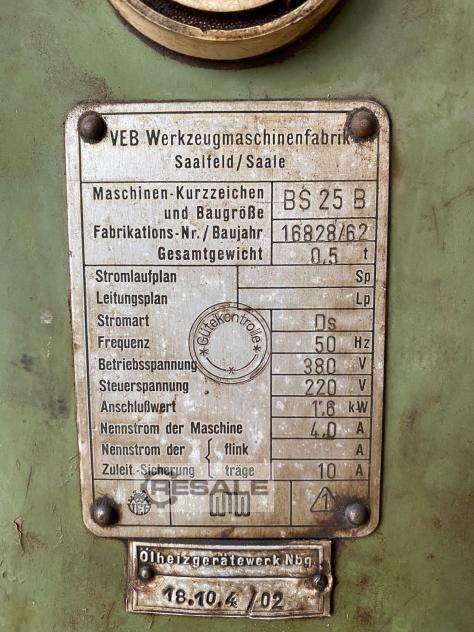 VEB Werkzeugmaschinenfabrik
Saalfeld/Saale
Maschinen-Kurzzeichen
und Baugröße BS 25 B
Fabrikations-Nr./Baujahr 16828/62
Gesamtgewicht 0,5 t
Stromlaufplan Sp
Leitungsplan Lp
Stromart Ds
*Gütekontrolle*
Frequenz 50 Hz
Betriebsspannung 380 V
Steuerspannung 220 V
Anschlußwert 1,6 kW
Nennstrom der Maschine 4,0 A
Nennstrom der flink A
Zuleit.-Sicherung träge 10 A
RESALE
WMW
Ölheizgerätewerk Nbg.
18.10.4 /02